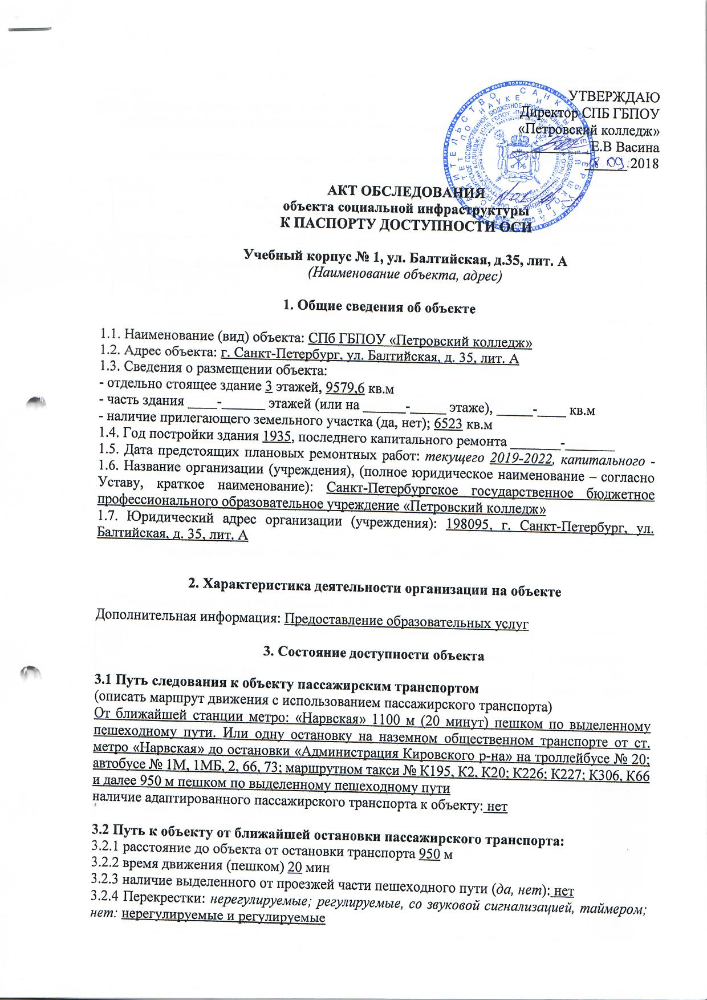 УТВЕРЖДАЮ
Директор СПБ ГБПОУ
«Петровский колледж»
Е.В Васина
18.09.2018
АКТ ОБСЛЕДОВАНИЯ
объекта социальной инфраструктуры
К ПАСПОРТУ ДОСТУПНОСТИ ОСИ
Учебный корпус № 1, ул. Балтийская, д.35, лит. А
(Наименование объекта, адрес)
1. Общие сведения об объекте
1.1. Наименование (вид) объекта: СПб ГБПОУ «Петровский колледж»
1.2. Адрес объекта: г. Санкт-Петербург, ул. Балтийская, д. 35, лит. А
1.3. Сведения о размещении объекта:
- отдельно стоящее здание 3 этажей, 9579,6 кв.м
- часть здания ____-______ этажей (или на ______-_____ этаже), _____-____ кв.м
- наличие прилегающего земельного участка (да, нет); 6523 кв.м
1.4. Год постройки здания 1935, последнего капитального ремонта _______-_______
1.5. Дата предстоящих плановых ремонтных работ: текущего 2019-2022, капитального -
1.6. Название организации (учреждения), (полное юридическое наименование – согласно
Уставу, краткое наименование): Санкт-Петербургское государственное бюджетное
профессионального образовательное учреждение «Петровский колледж»
1.7. Юридический адрес организации (учреждения): 198095, г. Санкт-Петербург, ул.
Балтийская, д. 35, лит. А
2. Характеристика деятельности организации на объекте
Дополнительная информация: Предоставление образовательных услуг
3. Состояние доступности объекта
3.1 Путь следования к объекту пассажирским транспортом
(описать маршрут движения с использованием пассажирского транспорта)
От ближайшей станции метро: «Нарвская» 1100 м (20 минут) пешком по выделенному
пешеходному пути. Или одну остановку на наземном общественном транспорте от ст.
метро «Нарвская» до остановки «Администрация Кировского р-на» на троллейбусе № 20;
автобусе № 1М, 1МБ, 2, 66, 73; маршрутном такси № К195, К2, К20; К226; К227; К306, К66
и далее 950 м пешком по выделенному пешеходному пути
наличие адаптированного пассажирского транспорта к объекту: нет
3.2 Путь к объекту от ближайшей остановки пассажирского транспорта:
3.2.1 расстояние до объекта от остановки транспорта 950 м
3.2.2 время движения (пешком) 20 мин
3.2.3 наличие выделенного от проезжей части пешеходного пути (да, нет): нет
3.2.4 Перекрестки: нерегулируемые; регулируемые, со звуковой сигнализацией, таймером;
нет: нерегулируемые и регулируемые